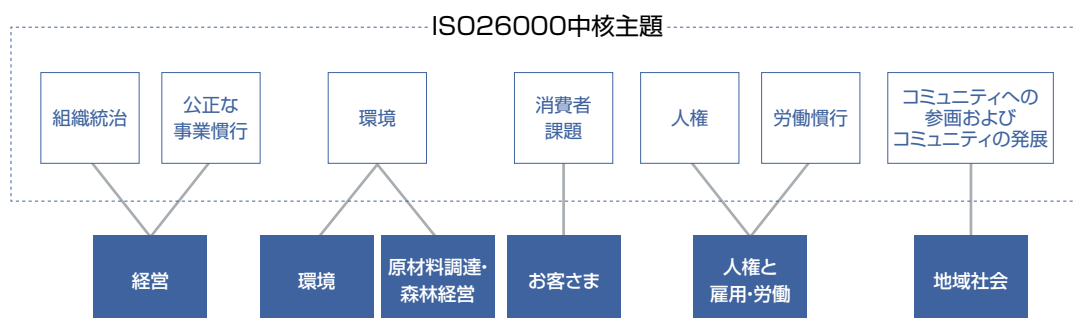 ISO26000中核主題
組織統治
公正な
事業慣行
環境
消費者
課題
人権
労働慣行
コミュニティへの
参画および
コミュニティの発展
経営
環境
原材料調達・
森林経営
お客さま
人権と
雇用・労働
地域社会